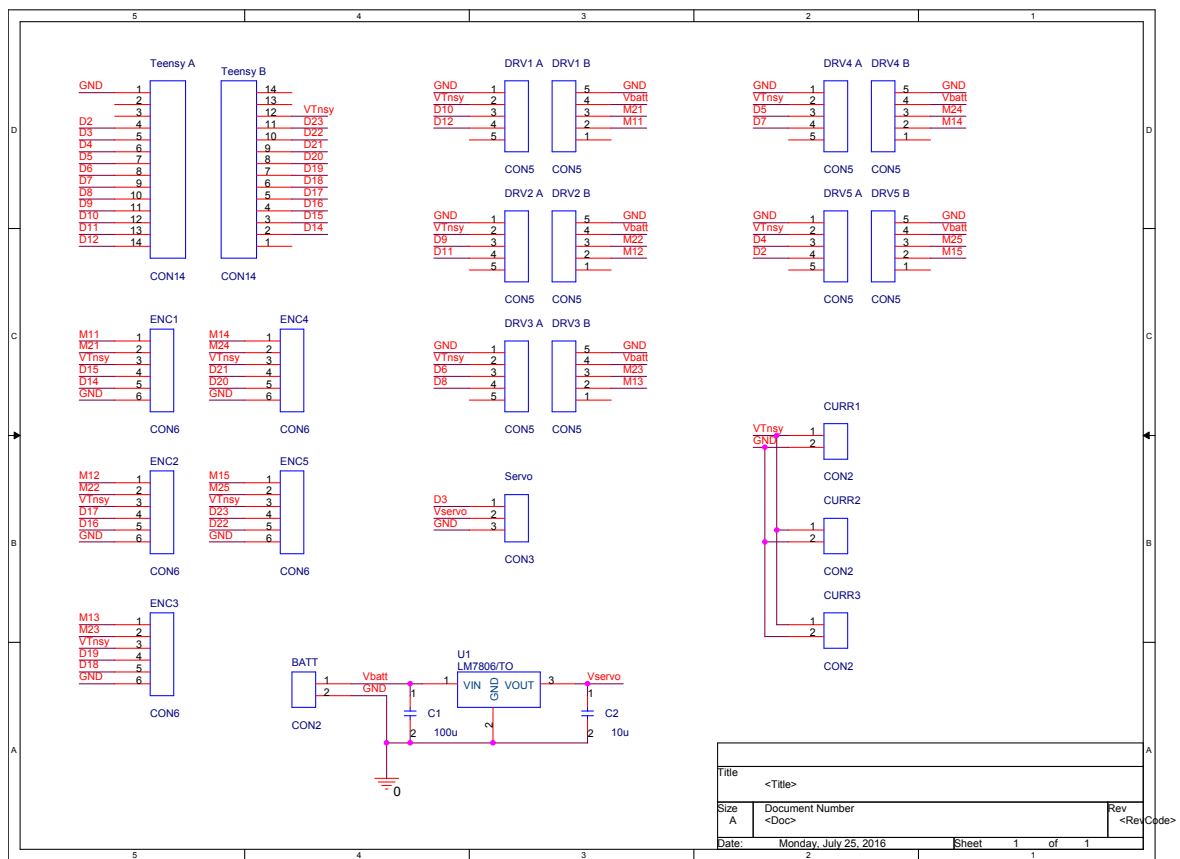 5 4 3 2 1
D
C
B
A
Teensy A
GND 1
2
3
D2 4
D3 5
D4 6
D5 7
D6 8
D7 9
D8 10
D9 11
D10 12
D11 13
D12 14
CON14
Teensy B
14
13
12 VTnsy
11 D23
10 D22
9 D21
8 D20
7 D19
6 D18
5 D17
4 D16
3 D15
2 D14
1
CON14
DRV1 A DRV1 B
GND 1 5 GND
VTnsy 2 4 Vbatt
D10 3 3 M21
D12 4 2 M11
5 1
CON5 CON5
DRV4 A DRV4 B
GND 1 5 GND
VTnsy 2 4 Vbatt
D5 3 3 M24
D7 4 2 M14
5 1
CON5 CON5
DRV2 A DRV2 B
GND 1 5 GND
VTnsy 2 4 Vbatt
D9 3 3 M22
D11 4 2 M12
5 1
CON5 CON5
DRV5 A DRV5 B
GND 1 5 GND
VTnsy 2 4 Vbatt
D4 3 3 M25
D2 4 2 M15
5 1
CON5 CON5
DRV3 A DRV3 B
GND 1 5 GND
VTnsy 2 4 Vbatt
D6 3 3 M23
D8 4 2 M13
5 1
CON5 CON5
ENC1
M11 1
M21 2
VTnsy 3
D15 4
D14 5
GND 6
CON6
ENC4
M14 1
M24 2
VTnsy 3
D21 4
D20 5
GND 6
CON6
ENC2
M12 1
M22 2
VTnsy 3
D17 4
D16 5
GND 6
CON6
ENC5
M15 1
M25 2
VTnsy 3
D23 4
D22 5
GND 6
CON6
ENC3
M13 1
M23 2
VTnsy 3
D19 4
D18 5
GND 6
CON6
Servo
D3 1
Vservo 2
GND 3
CON3
CURR1
VTnsy 1
GND 2
CON2
CURR2
1
2
CON2
CURR3
1
2
CON2
BATT
1 Vbatt
2 GND
CON2
U1
LM7806/TO
1 VIN GND VOUT 3 Vservo
2
1 C1
2 100u
1 C2
2 10u
0
Title
<Title>
Size Document Number Rev
A <Doc> <RevCode>
Date: Monday, July 25, 2016 Sheet 1 of 1
5 4 3 2 1
D
C
B
A